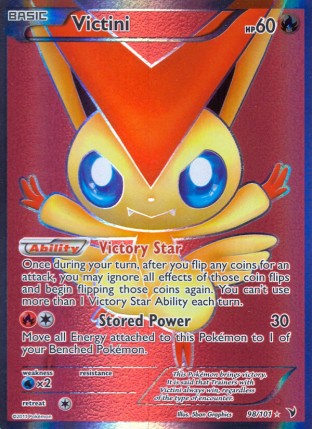 BASIC
Victini
HP60
Ability Victory Star
Once during your turn, after you flip any coins for an
attack, you may ignore all effects of those coin flips
and begin flipping those coins again. You can't use
more than 1 Victory Star Ability each turn.
Stored Power 30
Move all Energy attached to this Pokémon to 1 of
your Benched Pokémon.
weakness resistance
×2
retreat
This Pokémon brings victory.
It is said that Trainers with
Victini always win, regardless
of the type of encounter.
Illus. Shin Graphics
98/101
©2011 Pokémon